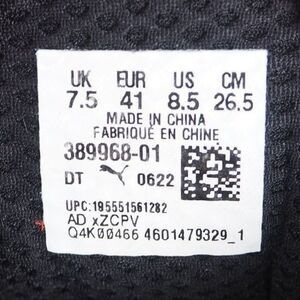 UK EUR US CM
7.5 41 8.5 26.5
MADE IN CHINA
FABRIQUÉ EN CHINE
389968-01
DT 0622
UPC:195551561282
AD xZCPV
Q4K00466 4601479329_1